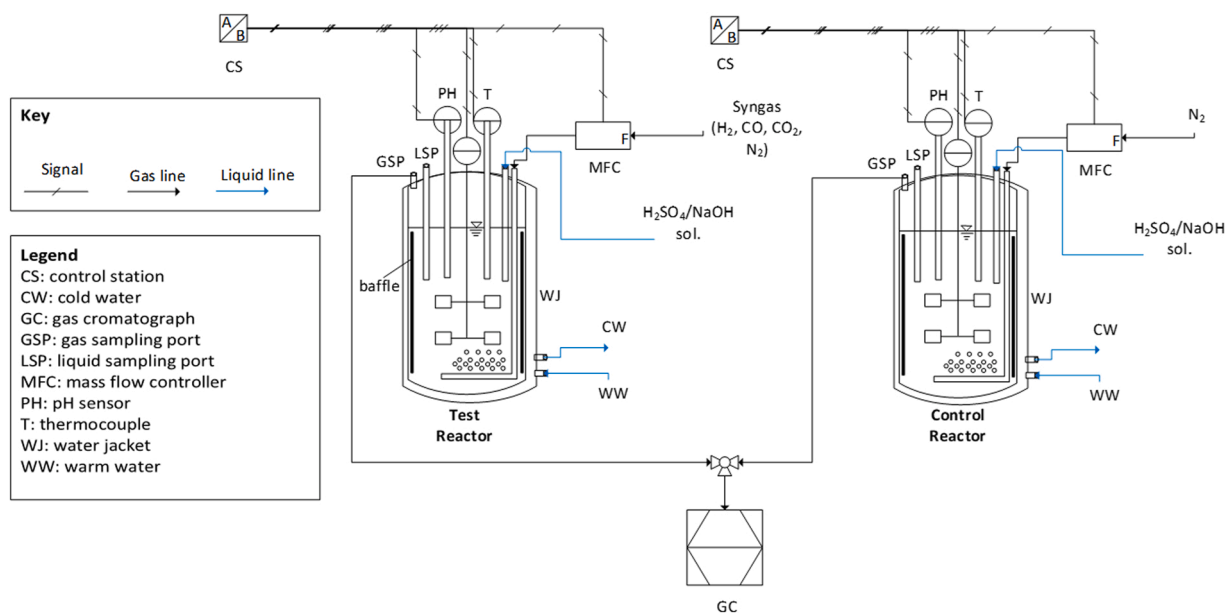 A
B
CS
A
B
CS
Key
Signal
Gas line
Liquid line
Legend
CS: control station
CW: cold water
GC: gas cromatograph
GSP: gas sampling port
LSP: liquid sampling port
MFC: mass flow controller
PH: pH sensor
T: thermocouple
WJ: water jacket
WW: warm water
PH
T
GSP
LSP
F
MFC
Syngas
(H₂, CO, CO₂,
N₂)
H₂SO₄/NaOH
sol.
baffle
WJ
CW
WW
Test
Reactor
PH
T
GSP
LSP
F
MFC
N₂
H₂SO₄/NaOH
sol.
WJ
CW
WW
Control
Reactor
GC